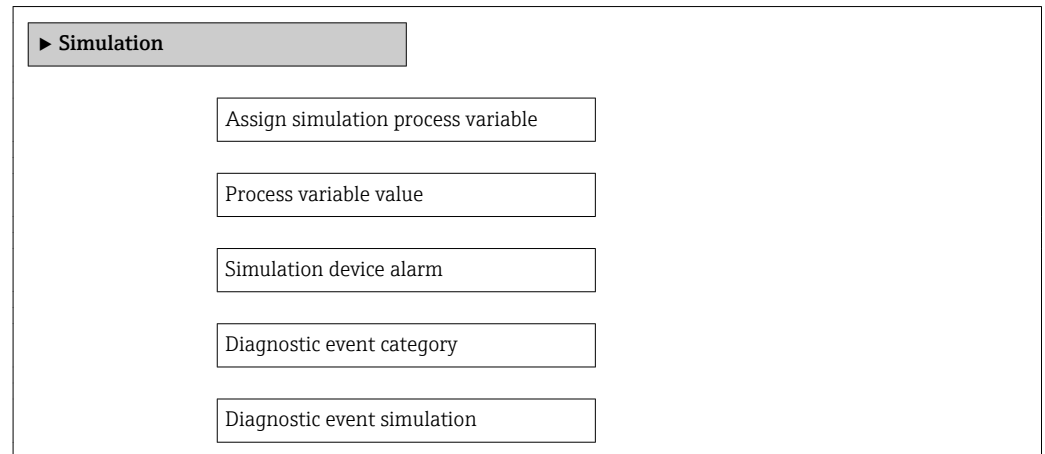 ▶ Simulation
Assign simulation process variable
Process variable value
Simulation device alarm
Diagnostic event category
Diagnostic event simulation